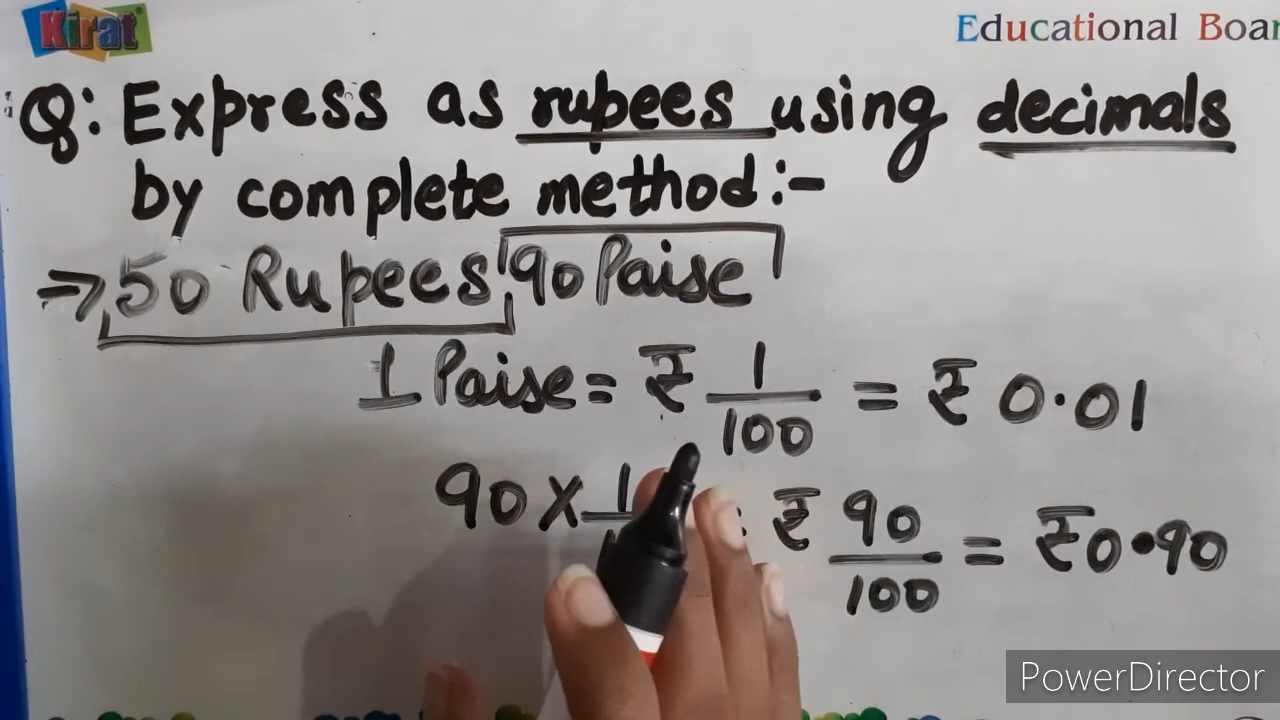 Kirat
Educational Boar
Q: Express as rupees using decimals
by complete method:-
⇒ 50 Rupees 90 Paise
1 Paise = ₹ 1/100 = ₹ 0.01
90 × 1 = ₹ 90/100 = ₹0.90
PowerDirector